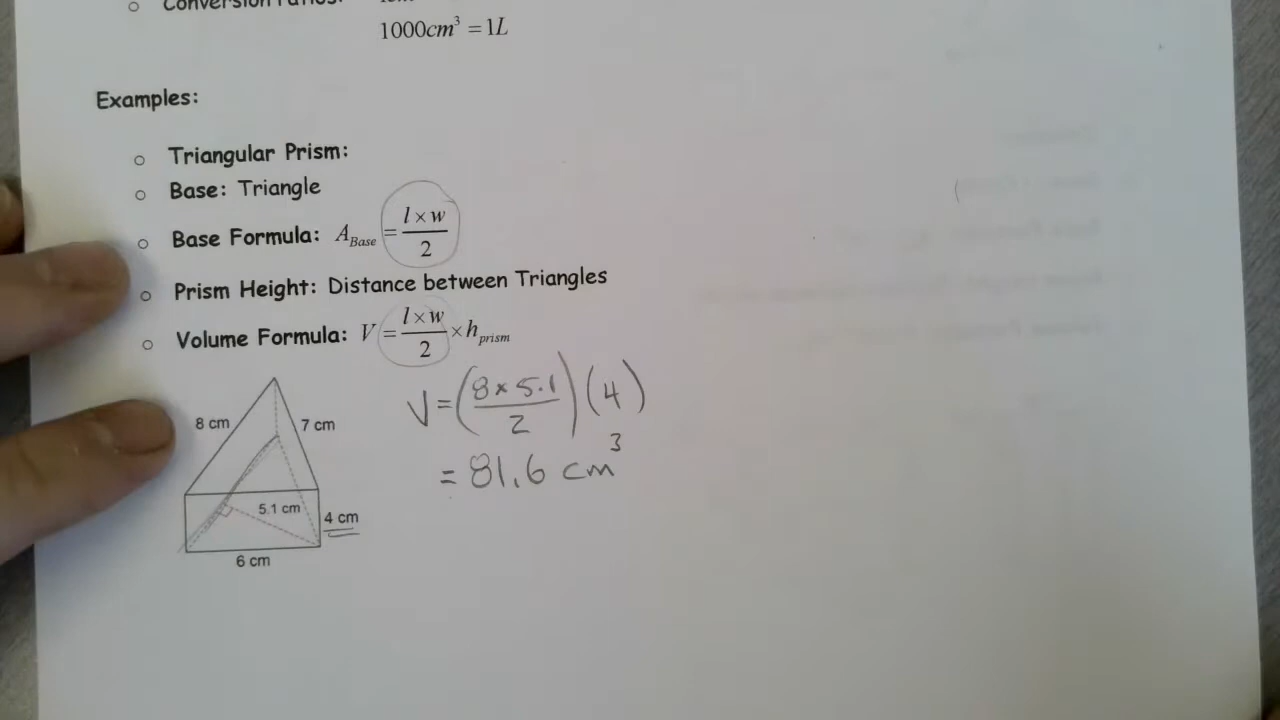 Conversion
1000cm³ = 1L
Examples:
○ Triangular Prism:
○ Base: Triangle
○ Base Formula: A_Base = (l × w)/2
○ Prism Height: Distance between Triangles
○ Volume Formula: V = (l × w)/2 × h_prism
V = (8 × 5.1 / 2)(4)
= 81.6 cm³
8 cm
7 cm
5.1 cm
4 cm
6 cm